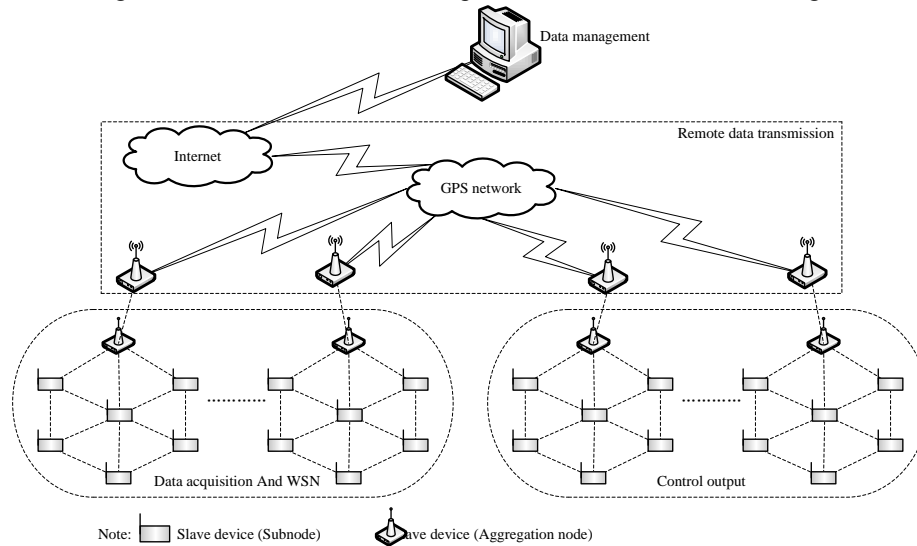 Data management
Remote data transmission
Internet
GPS network
Data acquisition And WSN
Control output
Note: Slave device (Subnode) ave device (Aggregation node)